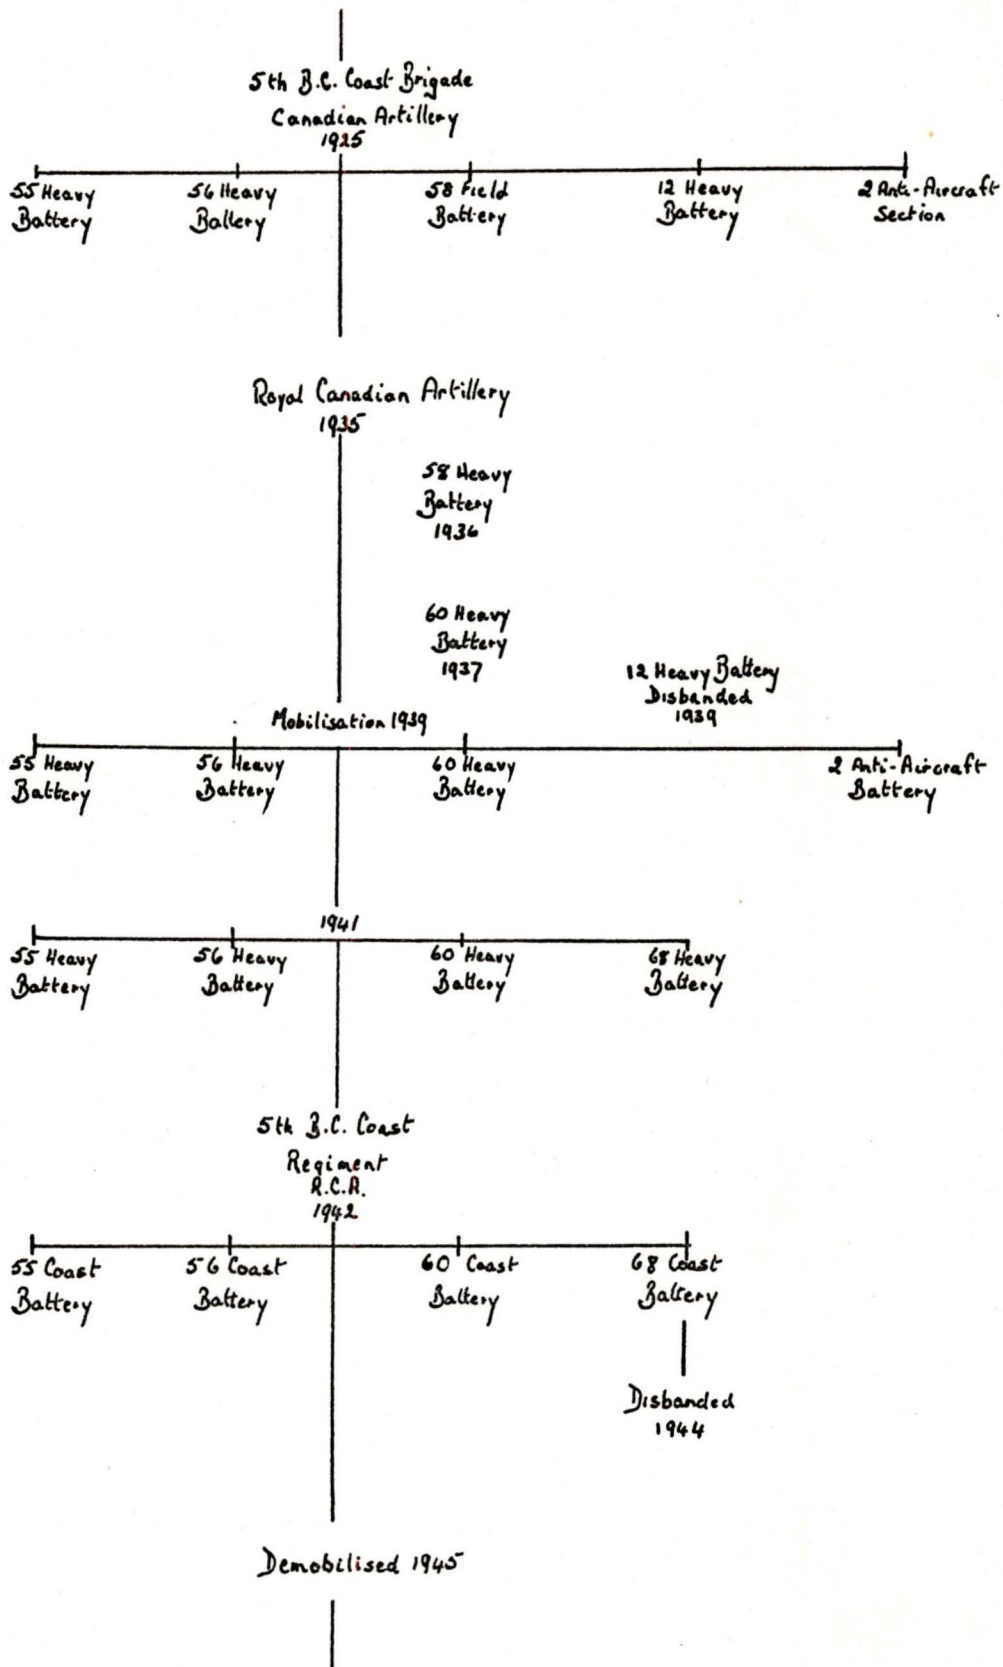 5th B.C. Coast Brigade
Canadian Artillery
1925
55 Heavy
Battery
56 Heavy
Battery
58 Field
Battery
12 Heavy
Battery
2 Anti-Aircraft
Section
Royal Canadian Artillery
1935
58 Heavy
Battery
1936
60 Heavy
Battery
1937
12 Heavy Battery
Disbanded
1939
Mobilisation 1939
55 Heavy
Battery
56 Heavy
Battery
60 Heavy
Battery
2 Anti-Aircraft
Battery
1941
55 Heavy
Battery
56 Heavy
Battery
60 Heavy
Battery
68 Heavy
Battery
5th B.C. Coast
Regiment
R.C.A.
1942
55 Coast
Battery
56 Coast
Battery
60 Coast
Battery
68 Coast
Battery
Disbanded
1944
Demobilised 1945